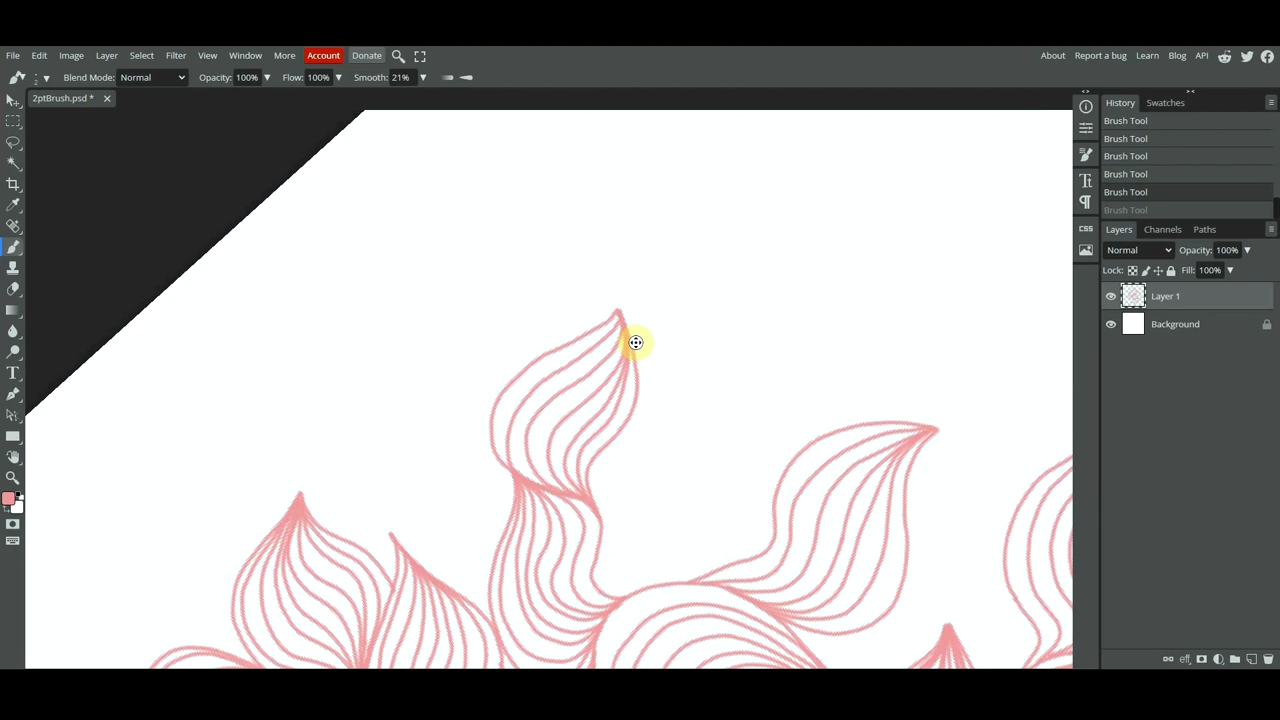 File Edit Image Layer Select Filter View Window More Account Donate About Report a bug Learn Blog API
Blend Mode: Normal Opacity: 100% Flow: 100% Smooth: 21%
2ptBrush.psd *
History Swatches
Brush Tool
Brush Tool
Brush Tool
Brush Tool
Brush Tool
Brush Tool
Layers Channels Paths
Normal Opacity: 100%
Lock: Fill: 100%
Layer 1
Background
CSS
eff